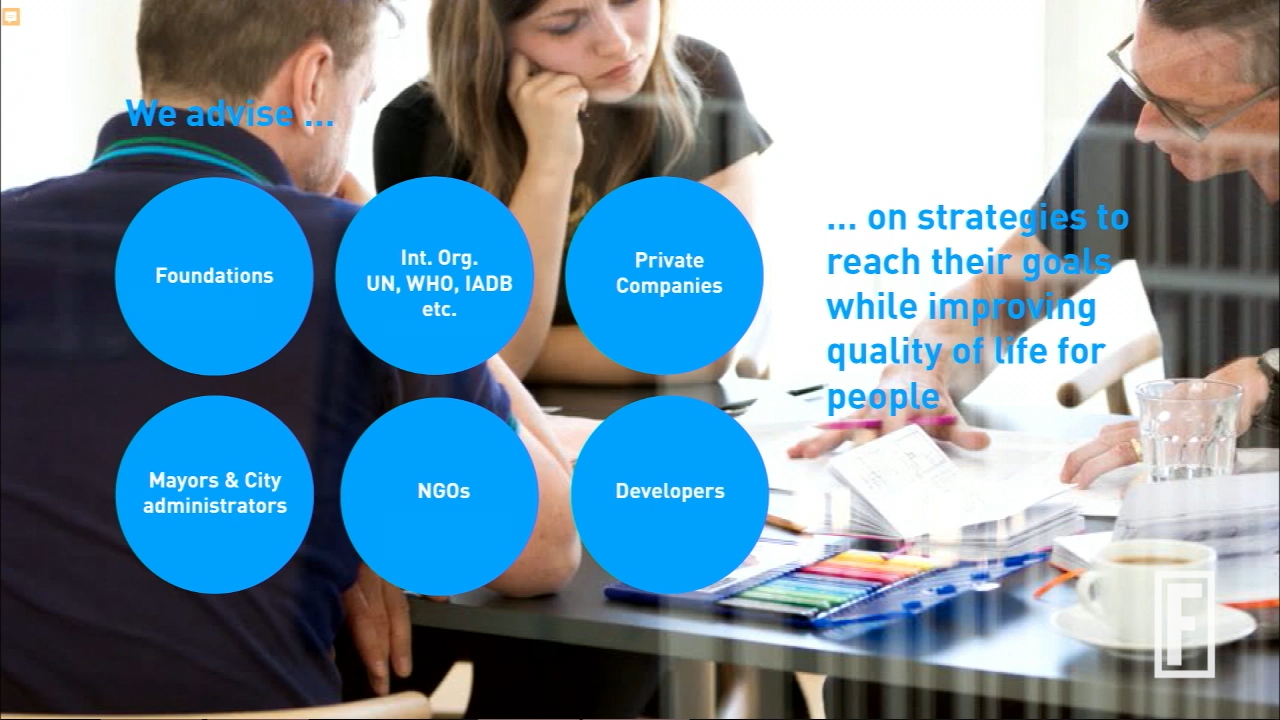 We advise ...
Foundations
Int. Org.
UN, WHO, IADB
etc.
Private
Companies
Mayors & City
administrators
NGOs
Developers
... on strategies to
reach their goals
while improving
quality of life for
people
F